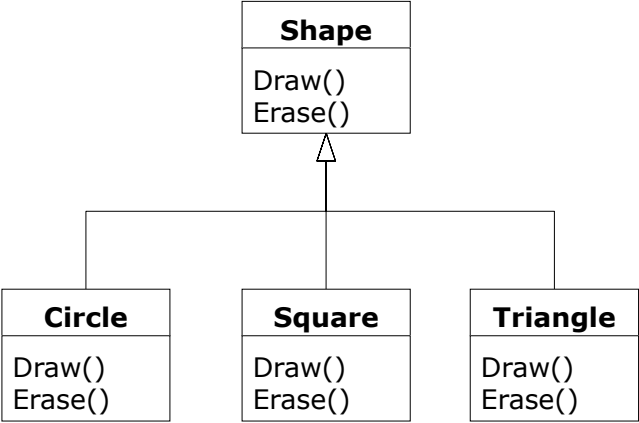 Shape
Draw()
Erase()
Circle
Draw()
Erase()
Square
Draw()
Erase()
Triangle
Draw()
Erase()